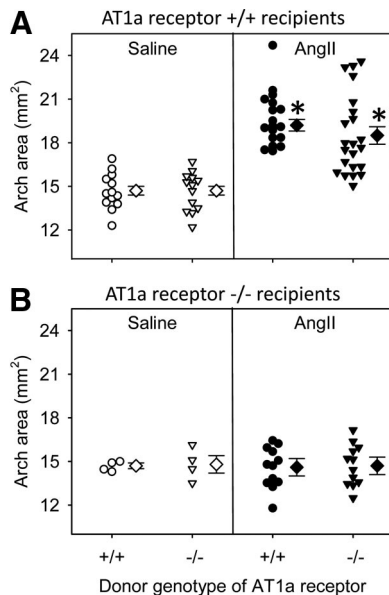 A
AT1a receptor +/+ recipients
Saline
AngII
Arch area (mm²)
24
21
18
15
12
*
*
B
AT1a receptor -/- recipients
Saline
AngII
Arch area (mm²)
24
21
18
15
12
+/+
-/-
+/+
-/-
Donor genotype of AT1a receptor